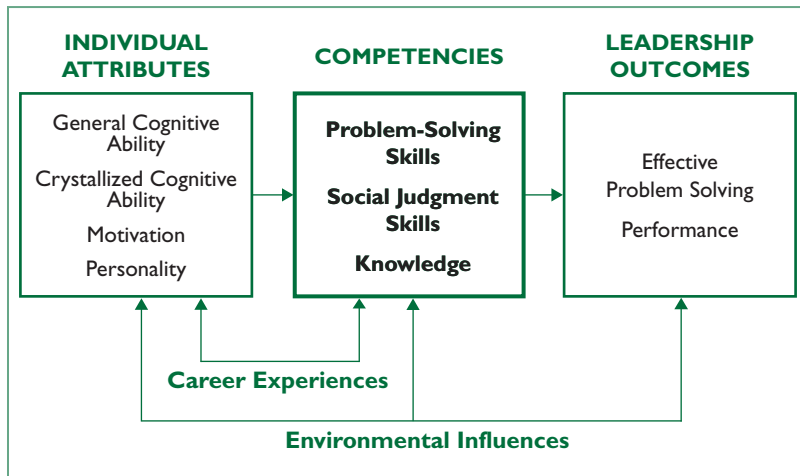 INDIVIDUAL
ATTRIBUTES
General Cognitive
Ability
Crystallized Cognitive
Ability
Motivation
Personality
COMPETENCIES
Problem-Solving
Skills
Social Judgment
Skills
Knowledge
LEADERSHIP
OUTCOMES
Effective
Problem Solving
Performance
Career Experiences
Environmental Influences